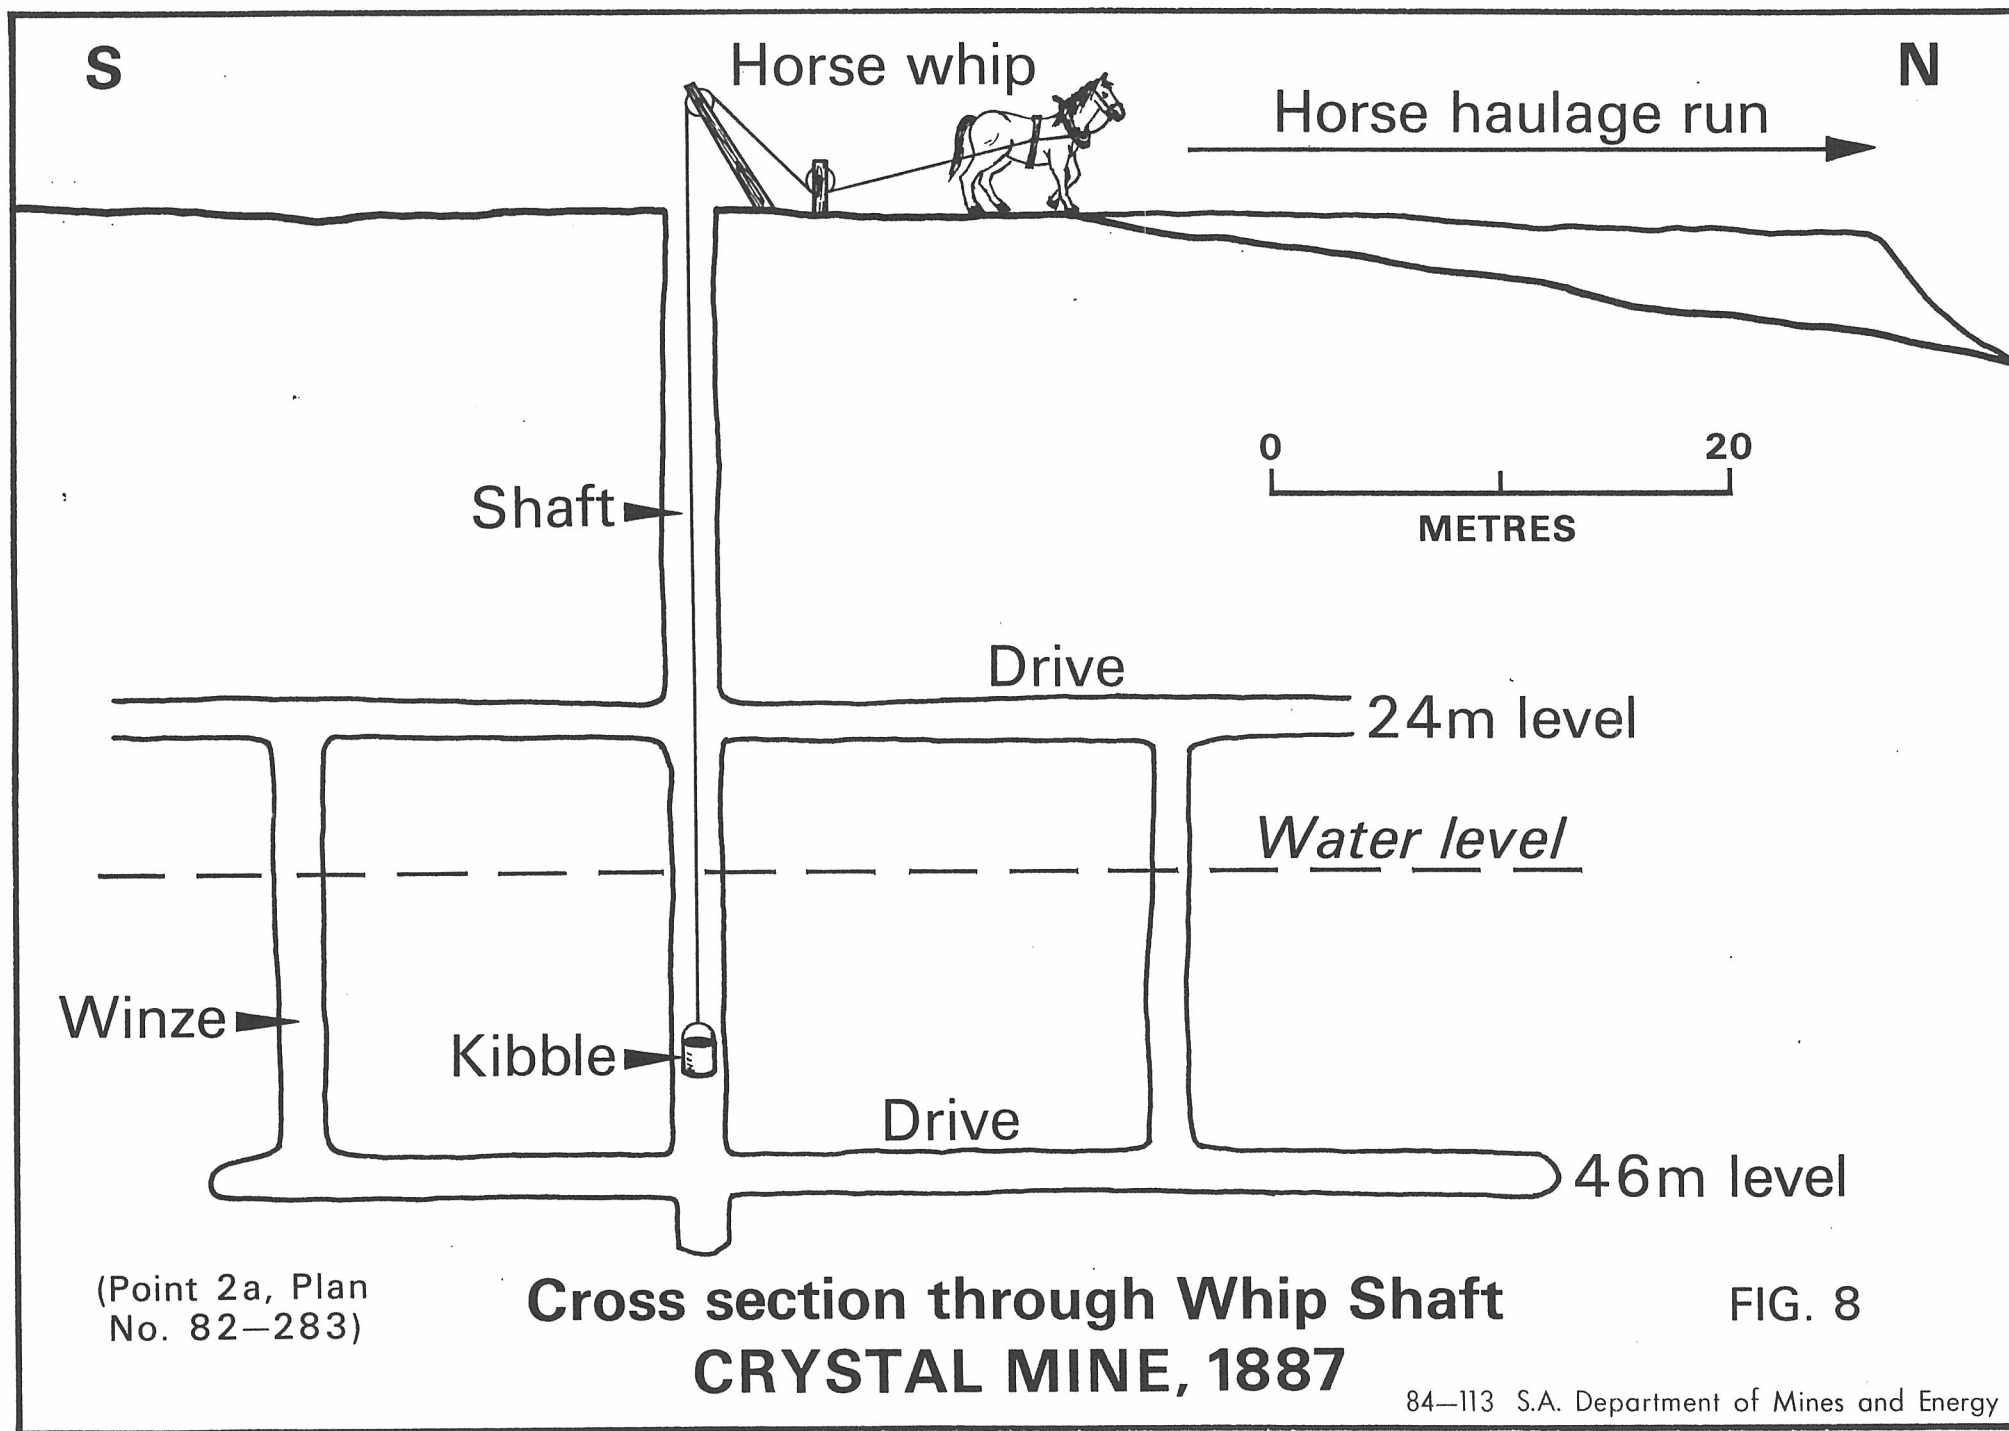 S
Horse whip
N
Horse haulage run
0 20
Shaft
METRES
Drive
24m level
Water level
Winze
Kibble
Drive
46m level
(Point 2a, Plan
No. 82—283)
Cross section through Whip Shaft
FIG. 8
CRYSTAL MINE, 1887
84—113 S.A. Department of Mines and Energy